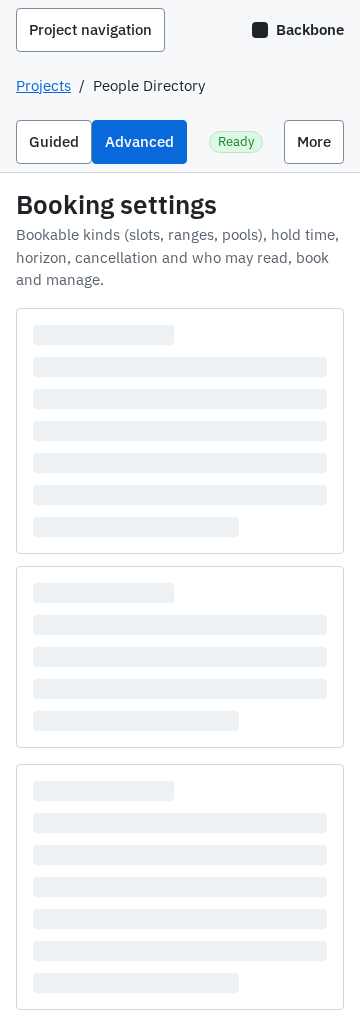 Project navigation
Backbone
Projects / People Directory
Guided
Advanced
Ready
More
Booking settings
Bookable kinds (slots, ranges, pools), hold time,
horizon, cancellation and who may read, book
and manage.